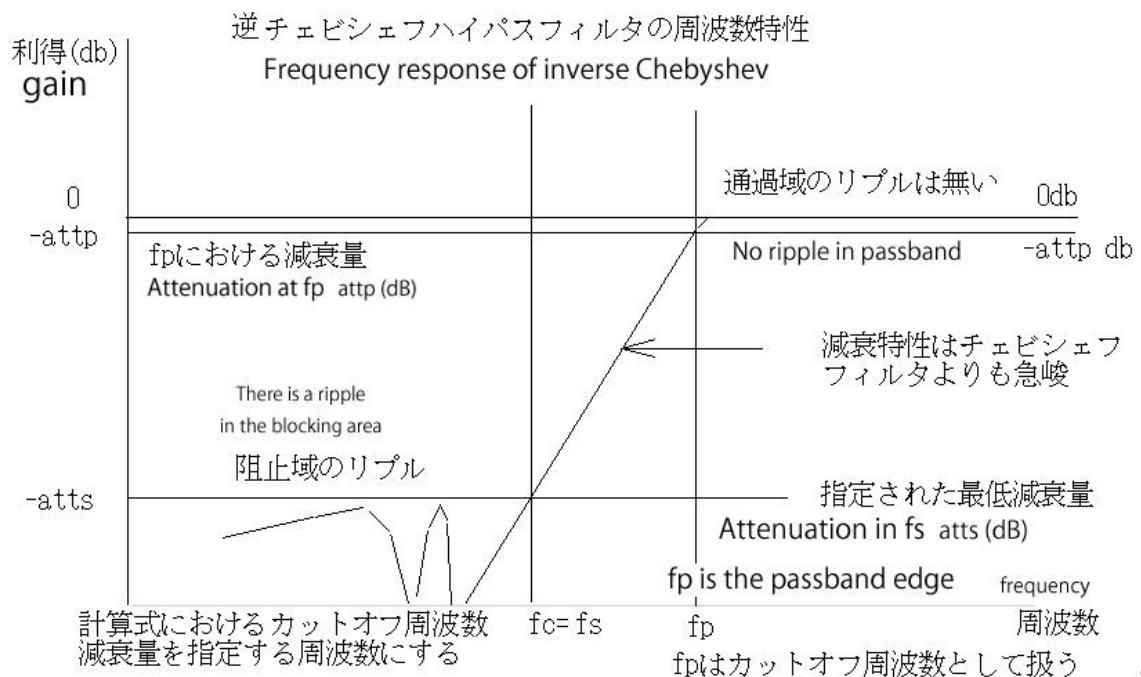 逆チェビシェフハイパスフィルタの周波数特性
利得(db)
Frequency response of inverse Chebyshev
gain
通過域のリプルは無い
0
0db
-attp
fpにおける減衰量
No ripple in passband
-attp db
Attenuation at fp attp (dB)
減衰特性はチェビシェフ
フィルタよりも急峻
There is a ripple
in the blocking area
阻止域のリプル
-atts
指定された最低減衰量
Attenuation in fs atts (dB)
fp is the passband edge
frequency
計算式におけるカットオフ周波数
fc=fs
fp
周波数
減衰量を指定する周波数にする
fpはカットオフ周波数として扱う